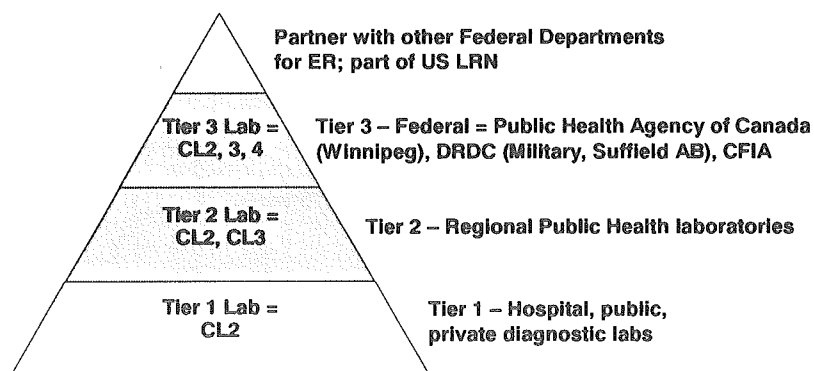 Partner with other Federal Departments
for ER; part of US LRN
Tier 3 Lab =
CL2, 3, 4
Tier 3 – Federal = Public Health Agency of Canada
(Winnipeg), DRDC (Military, Suffield AB), CFIA
Tier 2 Lab =
CL2, CL3
Tier 2 – Regional Public Health laboratories
Tier 1 Lab =
CL2
Tier 1 – Hospital, public,
private diagnostic labs